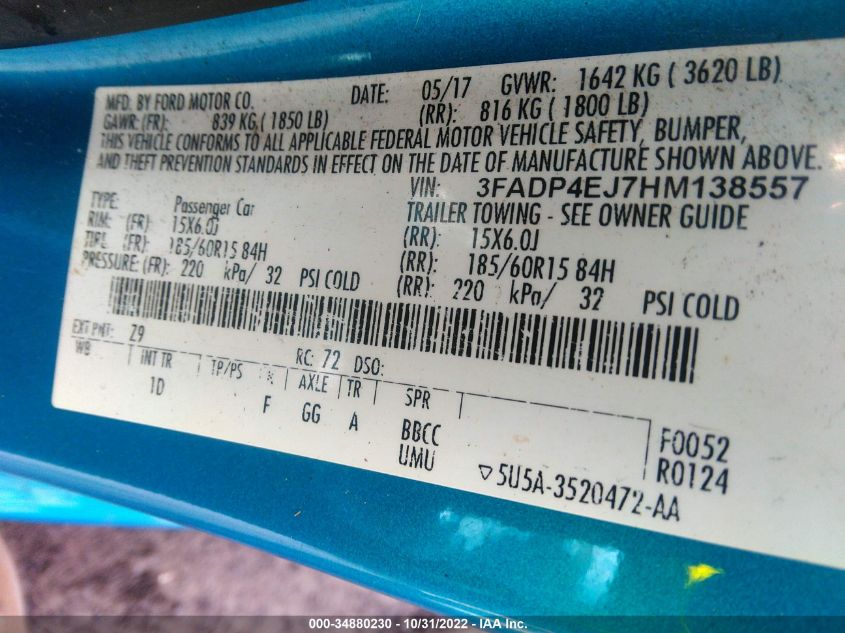 MFD. BY FORD MOTOR CO. DATE: 05/17 GVWR: 1642 KG ( 3620 LB)
GAWR: (FR): 839 KG ( 1850 LB) (RR): 816 KG ( 1800 LB)
THIS VEHICLE CONFORMS TO ALL APPLICABLE FEDERAL MOTOR VEHICLE SAFETY, BUMPER,
AND THEFT PREVENTION STANDARDS IN EFFECT ON THE DATE OF MANUFACTURE SHOWN ABOVE.
VIN: 3FADP4EJ7HM138557
TYPE: Passenger Car TRAILER TOWING - SEE OWNER GUIDE
RIM: (FR) 15X6.0J (RR): 15X6.0J
(FR): 185/60R15 84H (RR): 185/60R15 84H
PRESSURE: (FR): 220 kPa/ 32 PSI COLD (RR): 220 kPa/ 32 PSI COLD
EXT PNT: Z9 RC: 72 DSO:
WB INT TR TP/PS AXLE TR SPR
1D F GG A BBCC F0052
UMU R0124
5U5A-3520472-AA
000-34880230 - 10/31/2022 - IAAI.COM